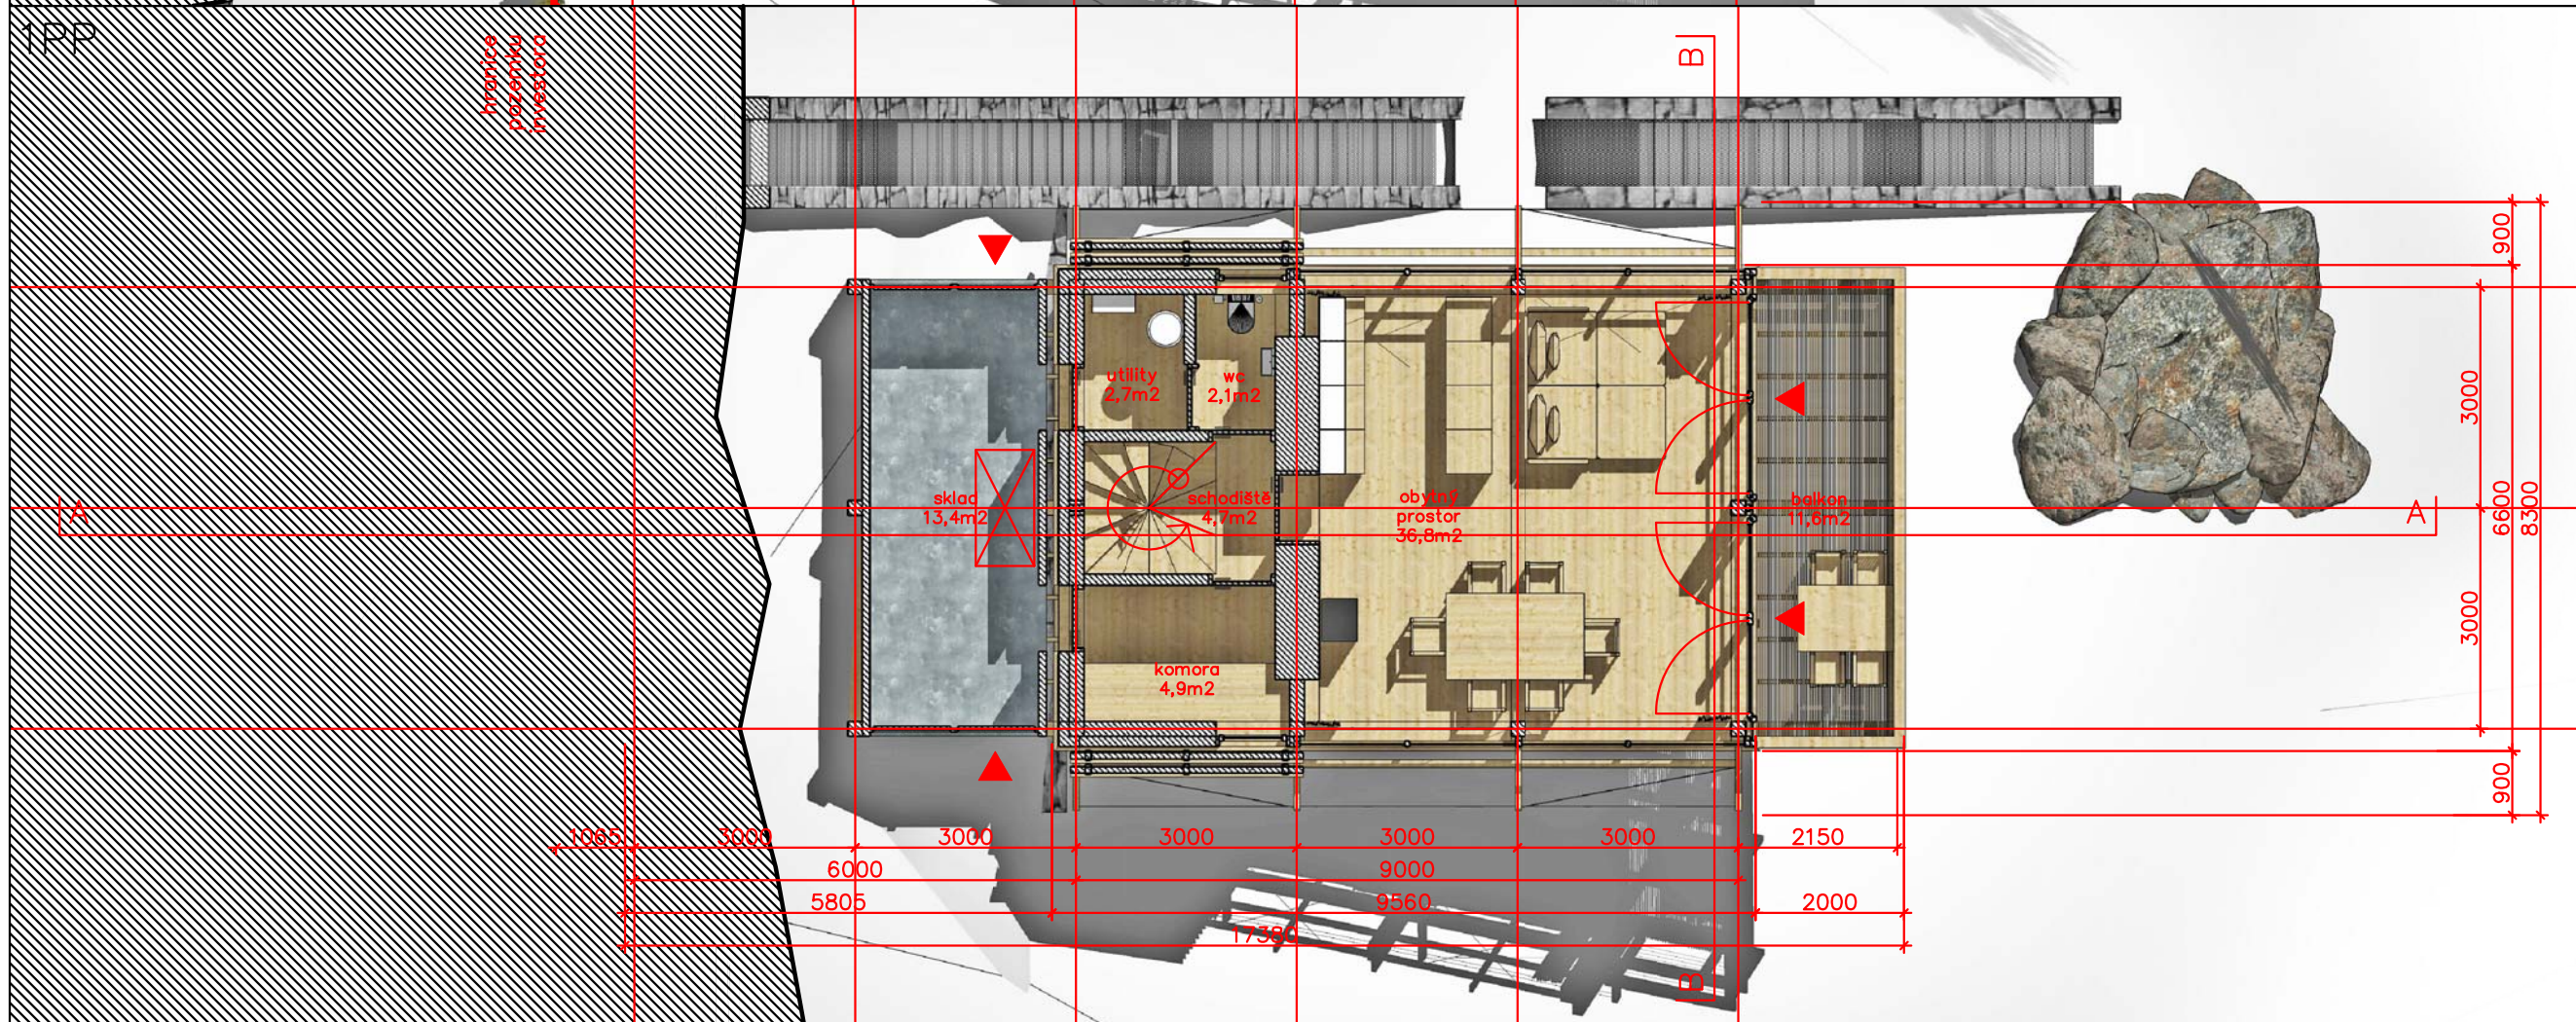 1PP
hranice
pozemku
investora
B
900
utility
2,7m2
wc
2,1m2
3000
sklad
13,4m2
schodiště
4,7m2
obytný
prostor
36,8m2
balkon
11,6m2
A
A
6600
8300
3000
komora
4,9m2
900
1065
3000
3000
3000
3000
3000
2150
6000
9000
5805
9560
2000
17380
B